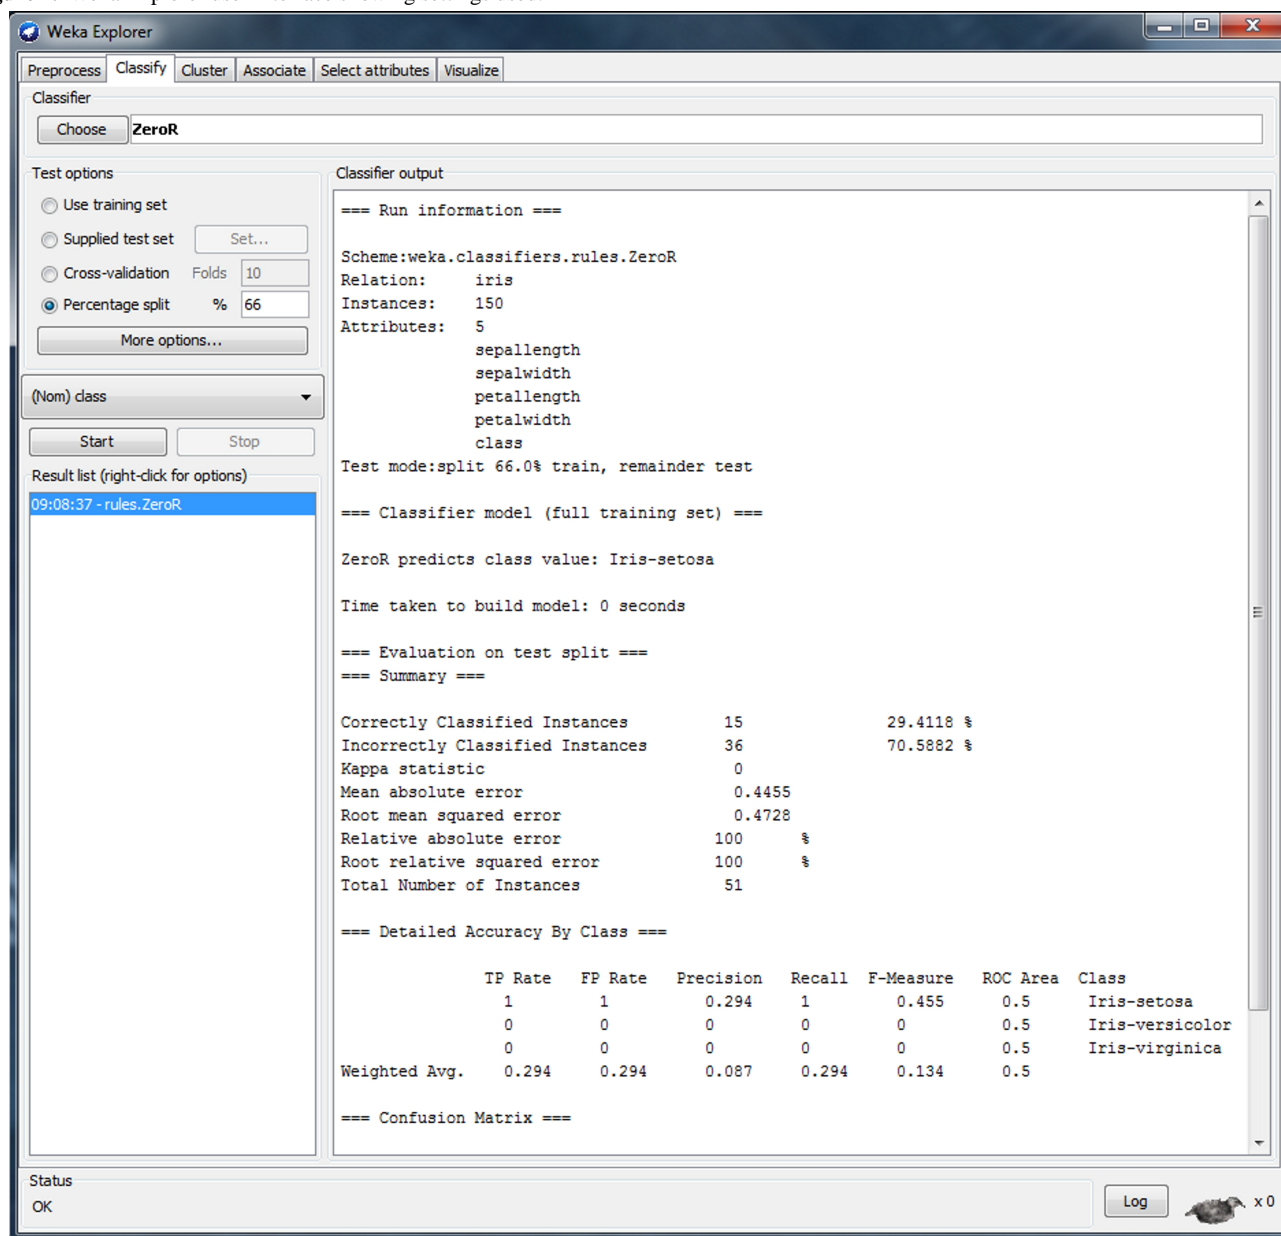 Weka Explorer
Preprocess Classify Cluster Associate Select attributes Visualize
Classifier
Choose ZeroR
Test options
Use training set
Supplied test set Set...
Cross-validation Folds 10
Percentage split % 66
More options...
(Nom) class
Start Stop
Result list (right-click for options)
09:08:37 - rules.ZeroR
Classifier output
=== Run information ===
Scheme:weka.classifiers.rules.ZeroR
Relation: iris
Instances: 150
Attributes: 5
sepallength
sepalwidth
petallength
petalwidth
class
Test mode:split 66.0% train, remainder test
=== Classifier model (full training set) ===
ZeroR predicts class value: Iris-setosa
Time taken to build model: 0 seconds
=== Evaluation on test split ===
=== Summary ===
Correctly Classified Instances 15 29.4118 %
Incorrectly Classified Instances 36 70.5882 %
Kappa statistic 0
Mean absolute error 0.4455
Root mean squared error 0.4728
Relative absolute error 100 %
Root relative squared error 100 %
Total Number of Instances 51
=== Detailed Accuracy By Class ===
TP Rate FP Rate Precision Recall F-Measure ROC Area Class
1 1 0.294 1 0.455 0.5 Iris-setosa
0 0 0 0 0 0.5 Iris-versicolor
0 0 0 0 0 0.5 Iris-virginica
Weighted Avg. 0.294 0.294 0.087 0.294 0.134 0.5
=== Confusion Matrix ===
Status
OK
Log x 0